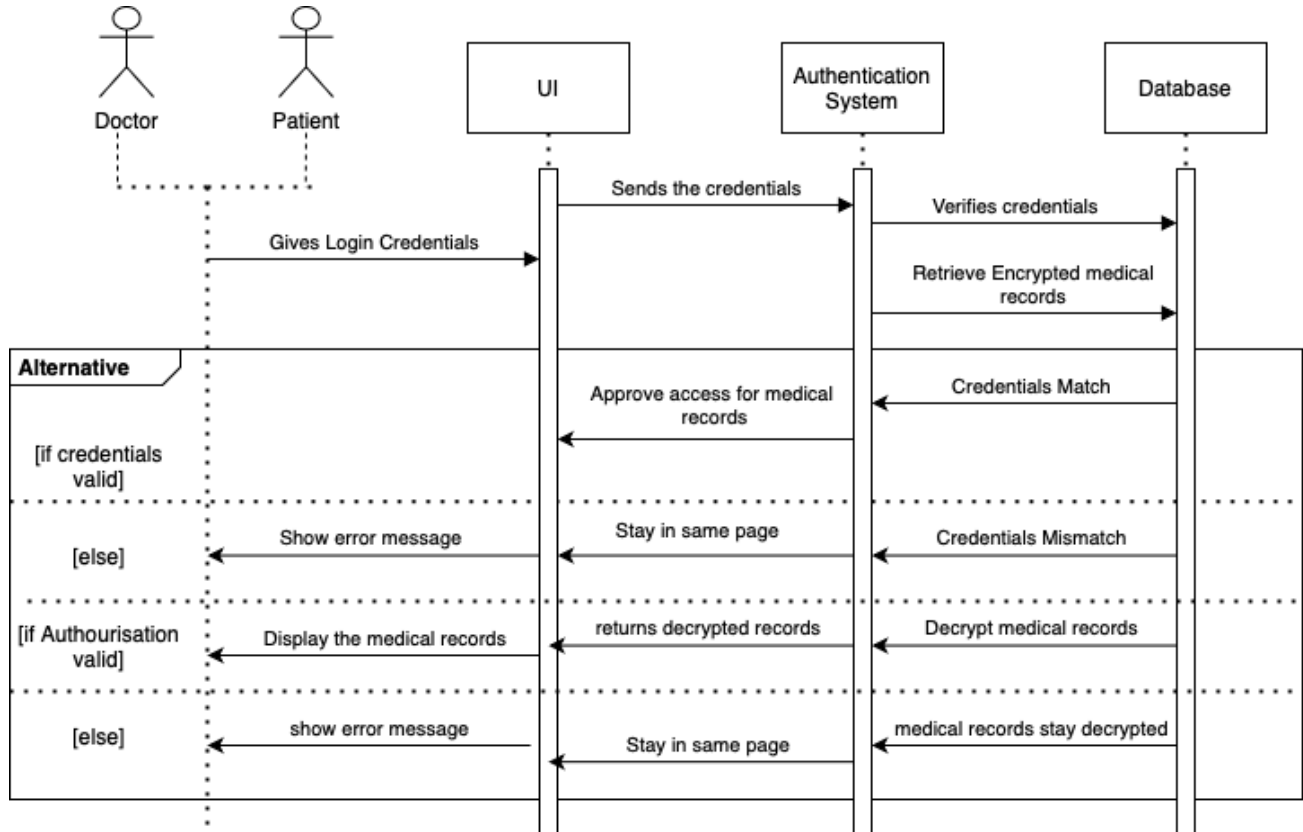 Doctor
Patient
UI
Authentication
System
Database
Sends the credentials
Verifies credentials
Gives Login Credentials
Retrieve Encrypted medical
records
Alternative
Credentials Match
Approve access for medical
records
[if credentials
valid]
Show error message
Stay in same page
Credentials Mismatch
[else]
[if Authourisation
valid]
Display the medical records
returns decrypted records
Decrypt medical records
[else]
show error message
Stay in same page
medical records stay decrypted